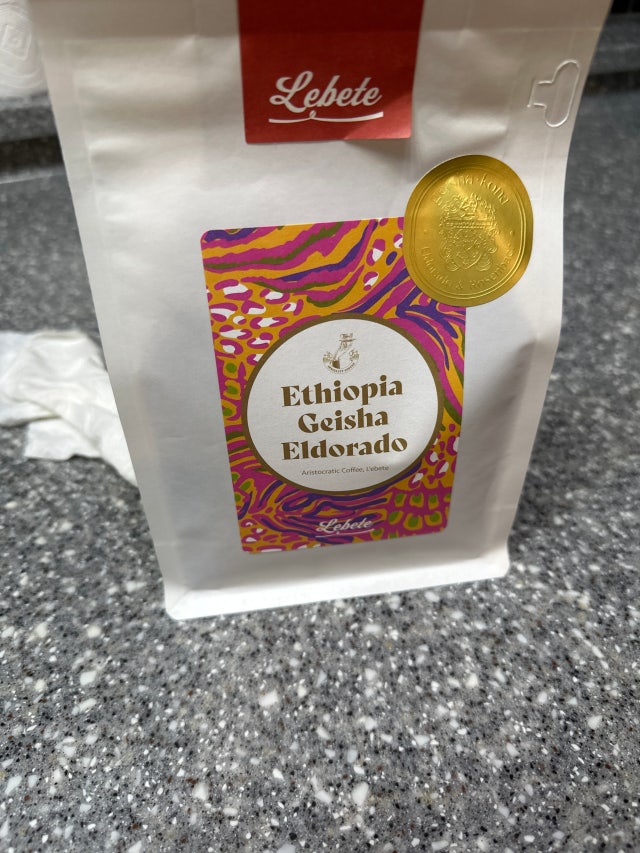 Lebete
Ethiopia
Geisha
Eldorado
Aristocratic Coffee, Lebete
Lebete